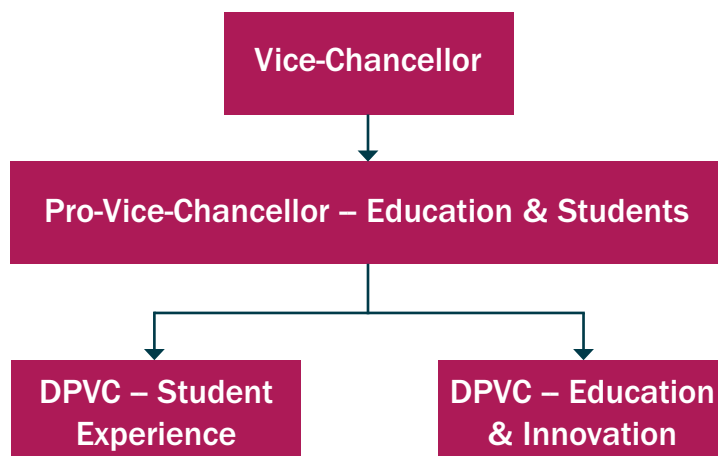 Vice-Chancellor
Pro-Vice-Chancellor – Education & Students
DPVC – Student
Experience
DPVC – Education
& Innovation